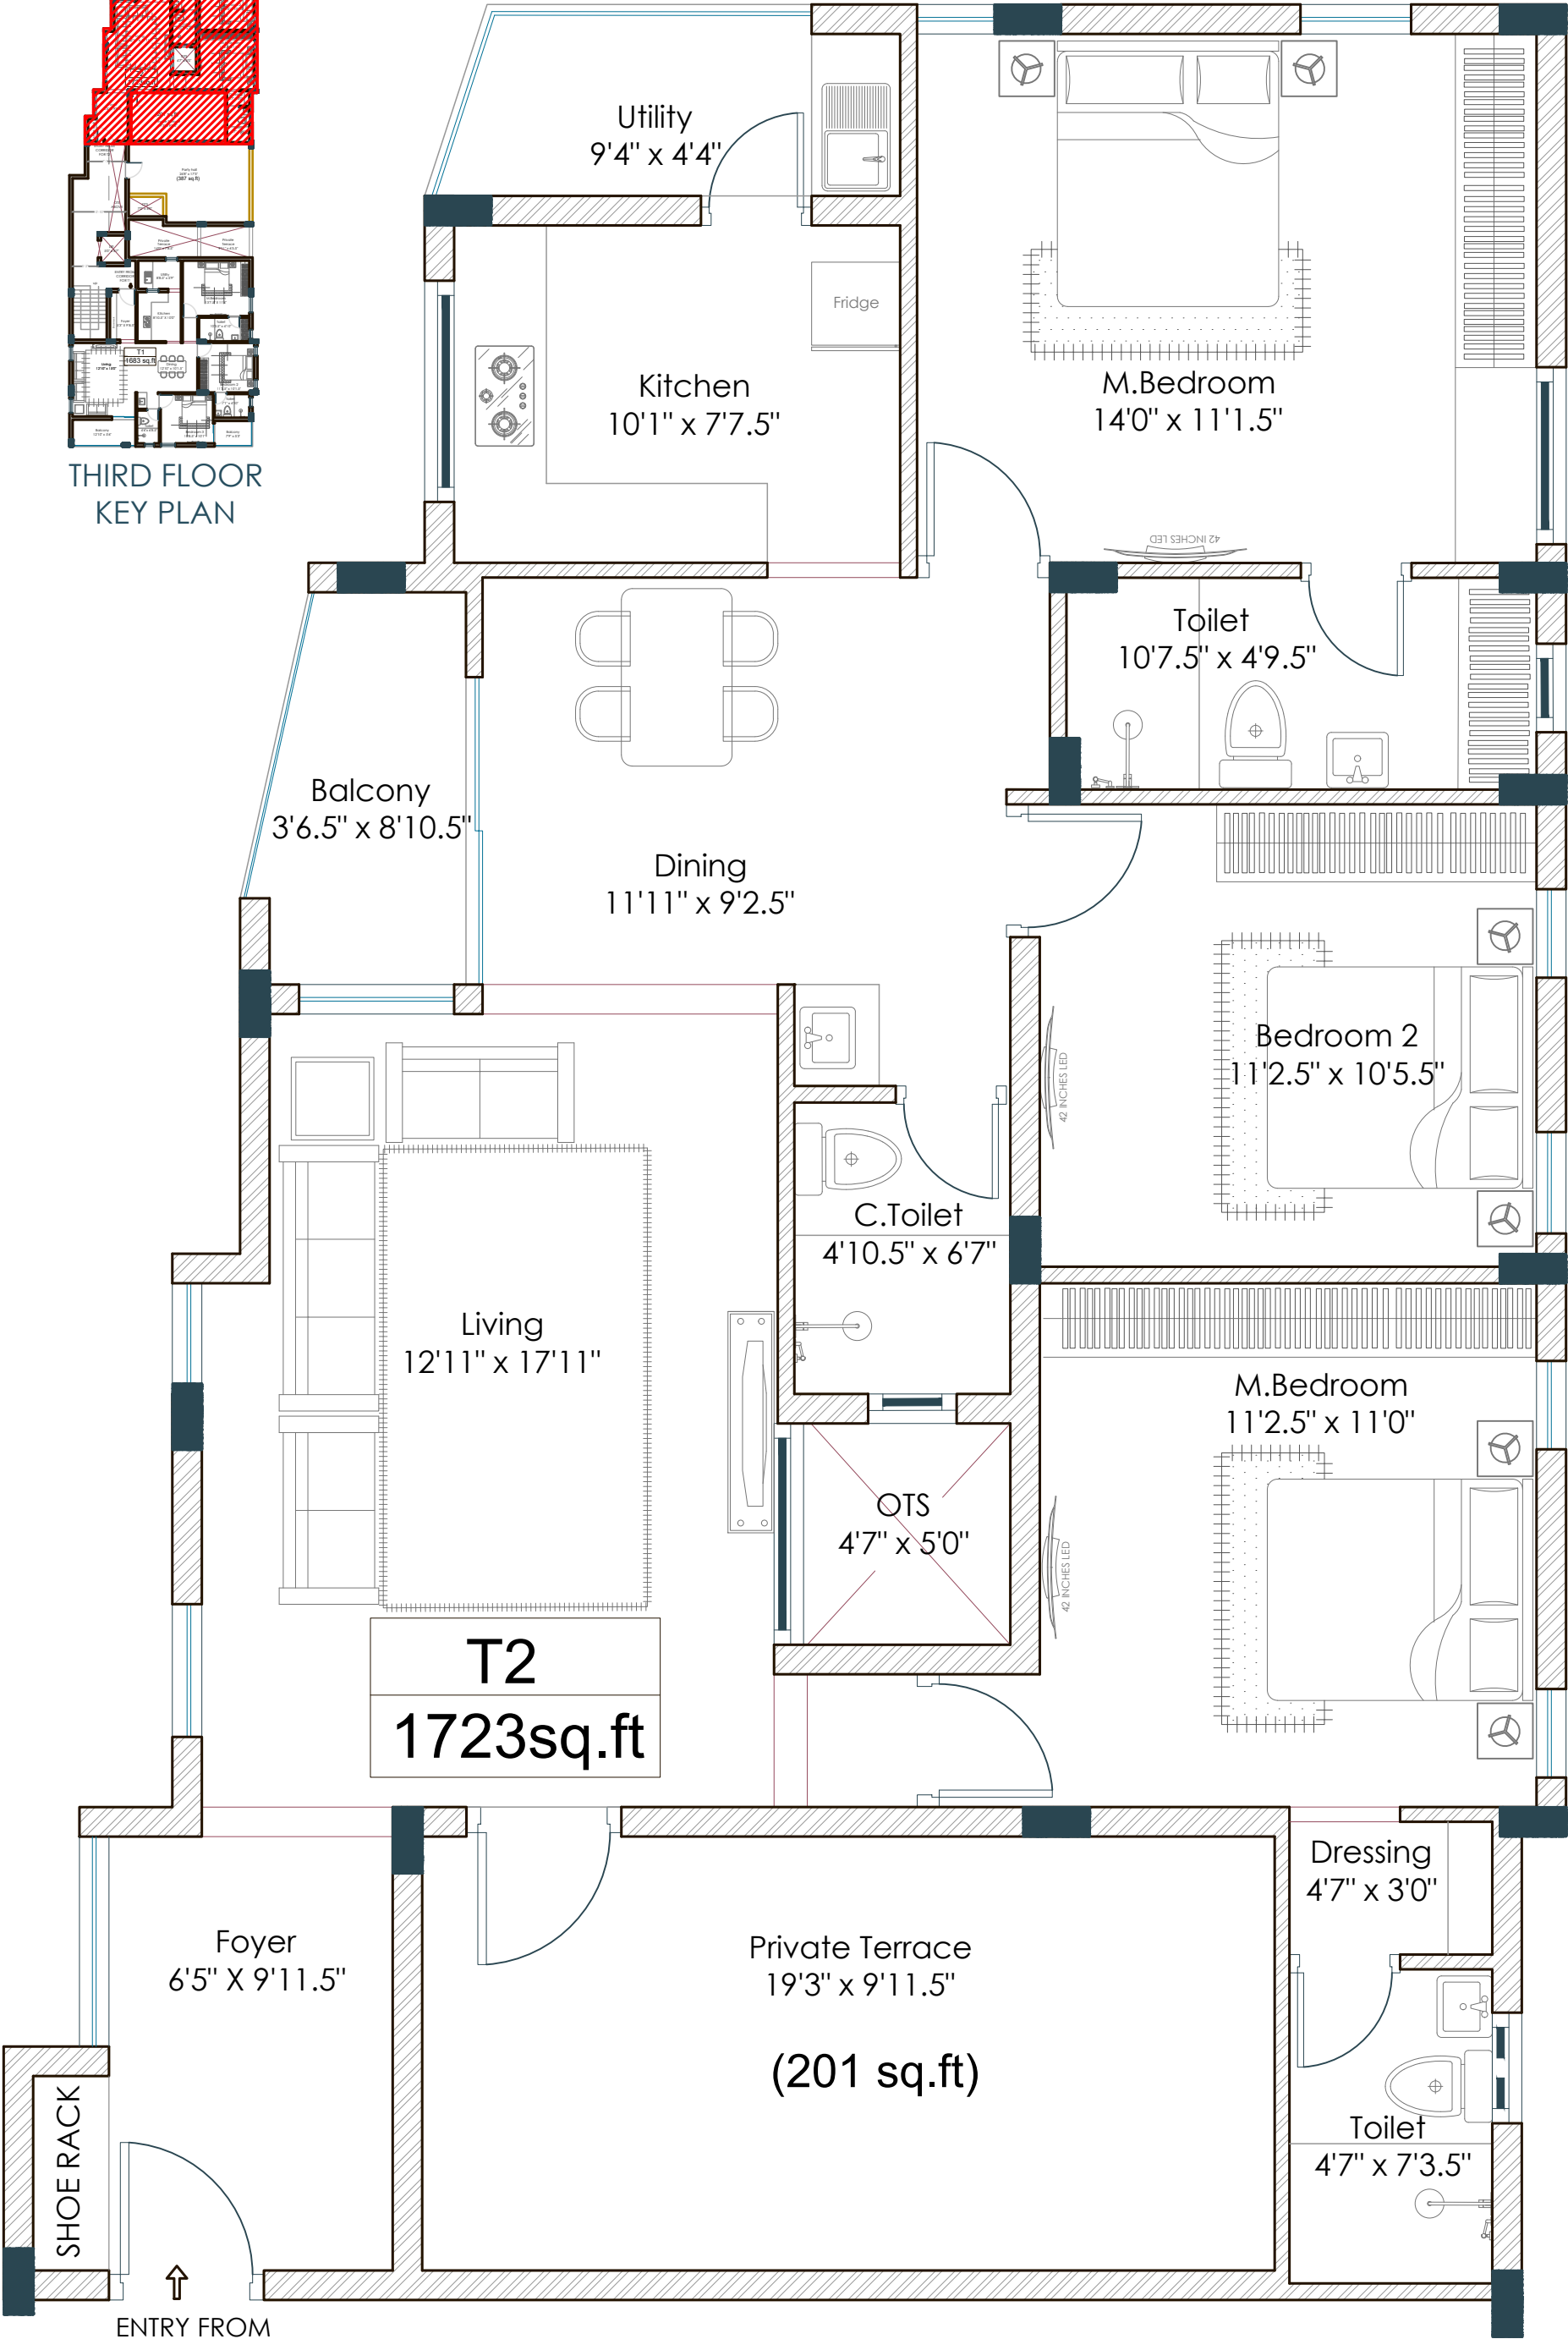 Utility
9'4" x 4'4"
Fridge
Kitchen
10'1" x 7'7.5"
M.Bedroom
14'0" x 11'1.5"
42 INCHES LED
T1
1683 sq.ft
THIRD FLOOR
KEY PLAN
Toilet
10'7.5" x 4'9.5"
Balcony
3'6.5" x 8'10.5"
Dining
11'11" x 9'2.5"
Bedroom 2
11'2.5" x 10'5.5"
42 INCHES LED
C.Toilet
4'10.5" x 6'7"
Living
12'11" x 17'11"
M.Bedroom
11'2.5" x 11'0"
OTS
4'7" x 5'0"
42 INCHES LED
T2
1723sq.ft
Dressing
4'7" x 3'0"
Foyer
6'5" X 9'11.5"
Private Terrace
19'3" x 9'11.5"
(201 sq.ft)
SHOE RACK
Toilet
4'7" x 7'3.5"
ENTRY FROM